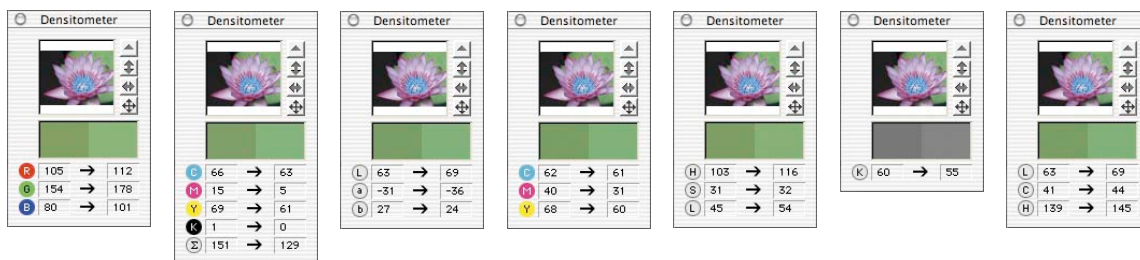 Densitometer
R 105 → 112
G 154 → 178
B 80 → 101
Densitometer
C 66 → 63
M 15 → 5
Y 69 → 61
K 1 → 0
Σ 151 → 129
Densitometer
L 63 → 69
a -31 → -36
b 27 → 24
Densitometer
C 62 → 61
M 40 → 31
Y 68 → 60
Densitometer
H 103 → 116
S 31 → 32
L 45 → 54
Densitometer
K 60 → 55
Densitometer
L 63 → 69
C 41 → 44
H 139 → 145